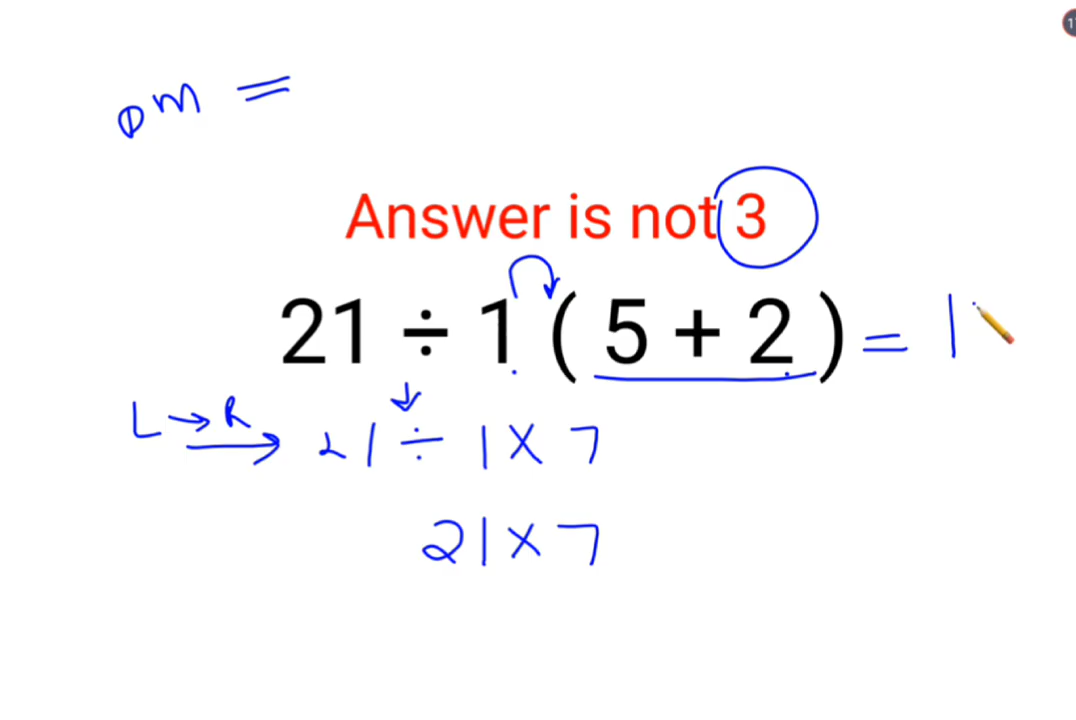 DM =
Answer is not 3
21 ÷ 1 ( 5 + 2 ) = 1
L → R 21 ÷ 1 × 7
21 × 7